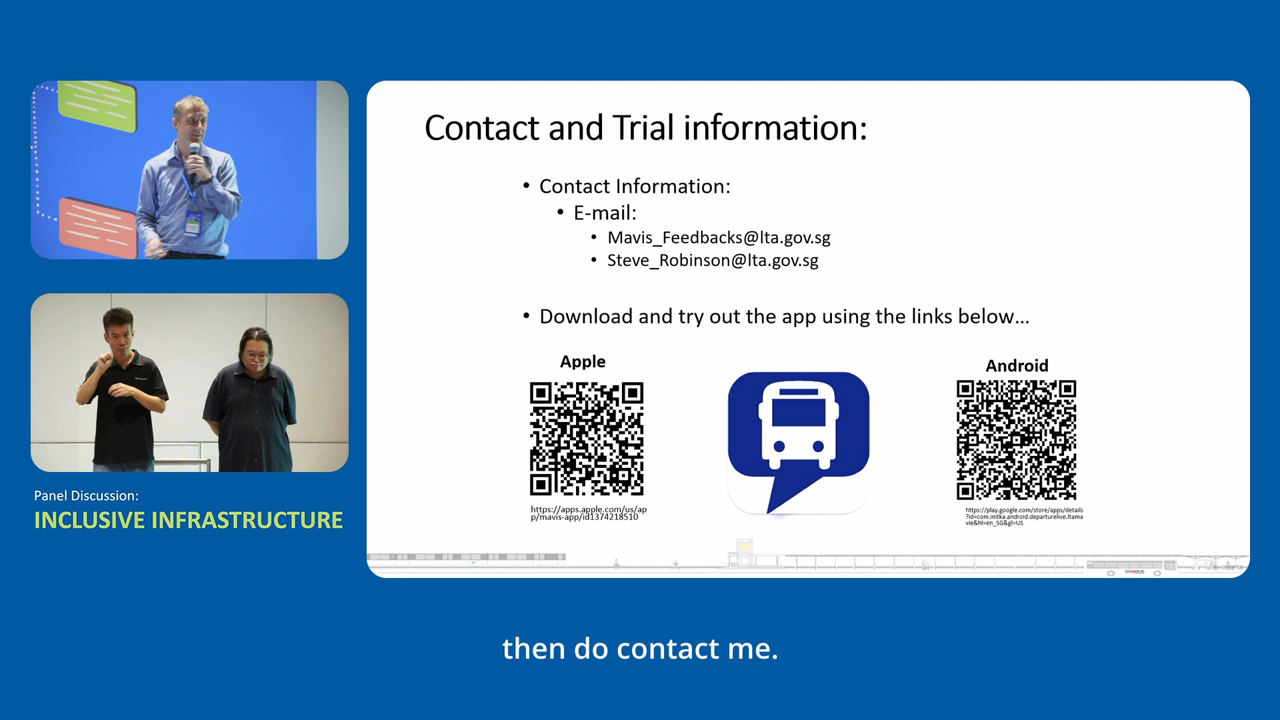 Contact and Trial information:
• Contact Information:
• E-mail:
• Mavis_Feedbacks@lta.gov.sg
• Steve_Robinson@lta.gov.sg
• Download and try out the app using the links below...
Apple
Android
https://apps.apple.com/us/ap
p/mavis-app/id1374218510
https://play.google.com/store/apps/details
?id=com.initka.android.departurelive.ltama
vie&hl=en_SG&gl=US
Panel Discussion:
INCLUSIVE INFRASTRUCTURE
then do contact me.